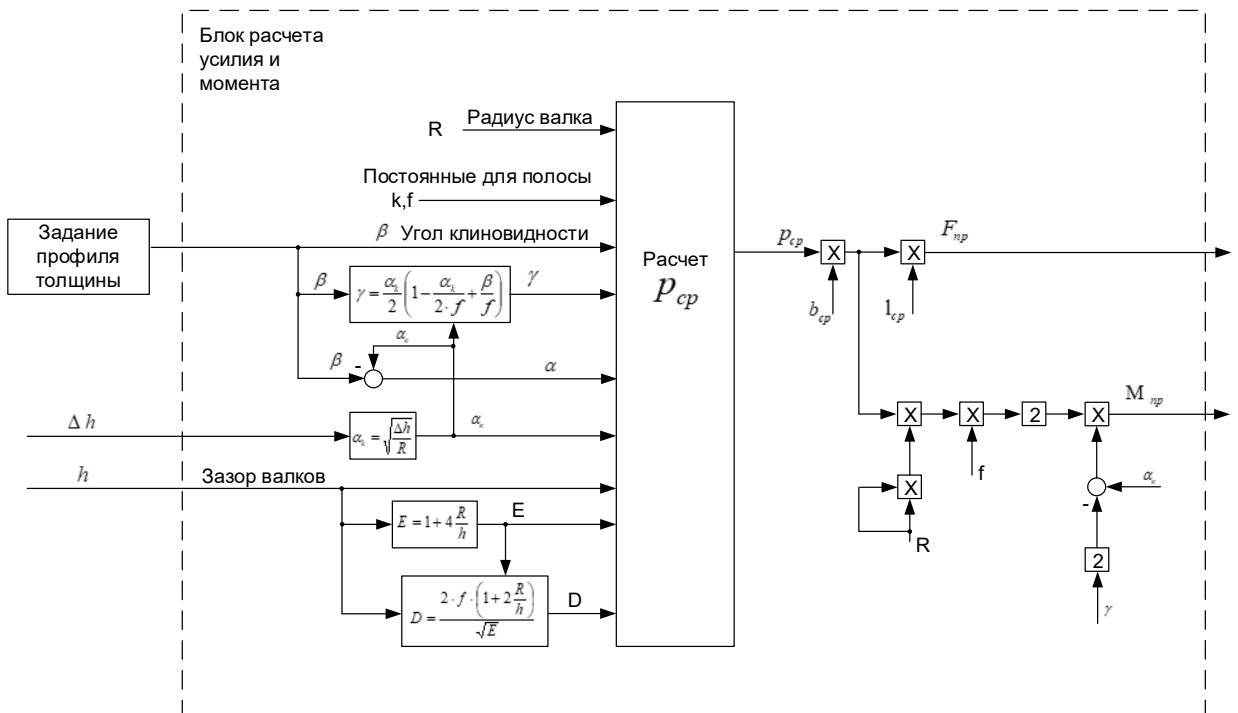 Блок расчета
усилия и
момента
R Радиус валка
Постоянные для полосы
k,f
Задание
профиля
толщины
β Угол клиновидности
β
γ = α_k/2 (1 − α_k/(2·f) + β/f)
γ
α_к
β
-
α
Δh
α_k = √(Δh/R)
α_к
h
Зазор валков
E = 1 + 4 R/h
E
D = 2·f·(1 + 2 R/h)/√E
D
Расчет
p_ср
p_ср
X
b_ср
X
l_ср
F_пр
X
X
2
X
M_пр
X
R
f
α_к
-
2
γ